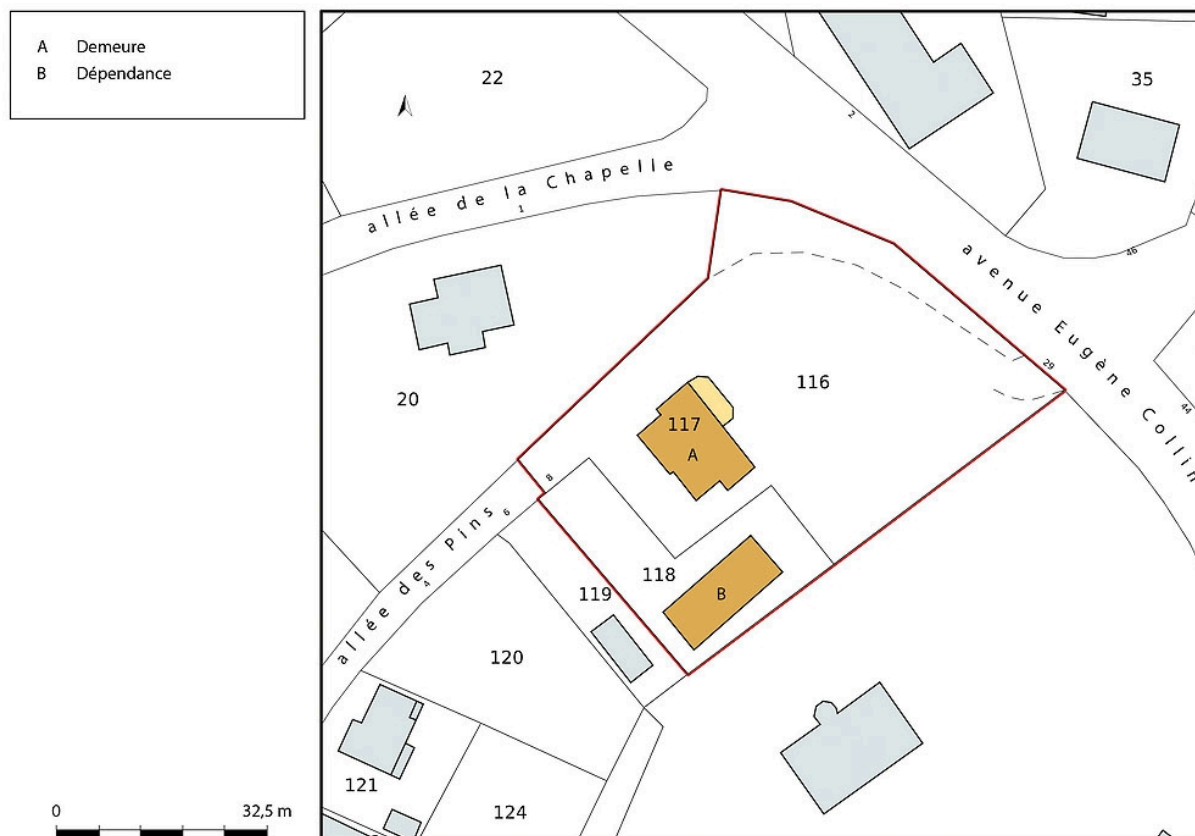 A Demeure
B Dépendance
22
35
2
allée de la Chapelle
1
46
avenue Eugène Collin
29
44
20
116
117
A
8
6
allée des Pins
4
118
119
B
120
121
124
0 32,5 m